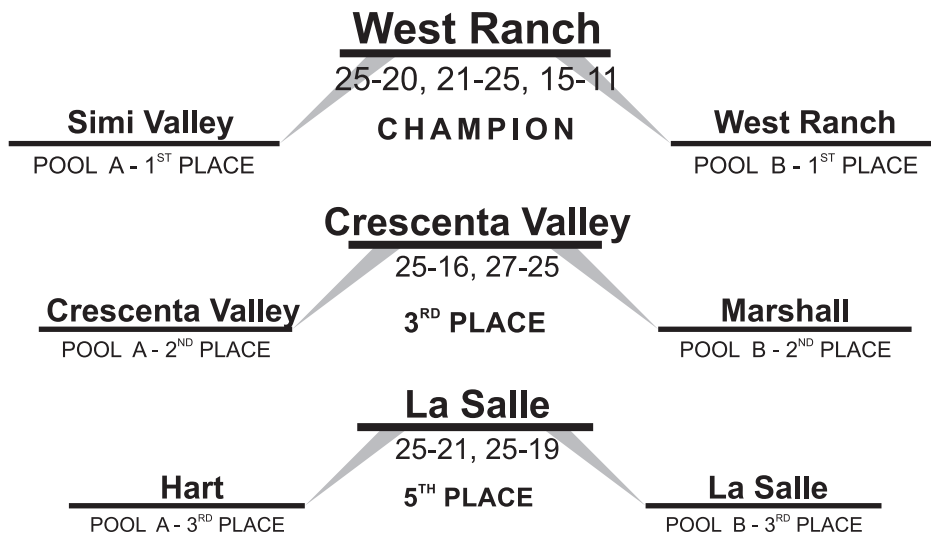 West Ranch
25-20, 21-25, 15-11
CHAMPION
Simi Valley
POOL A - 1ST PLACE
West Ranch
POOL B - 1ST PLACE
Crescenta Valley
25-16, 27-25
3RD PLACE
Crescenta Valley
POOL A - 2ND PLACE
Marshall
POOL B - 2ND PLACE
La Salle
25-21, 25-19
5TH PLACE
Hart
POOL A - 3RD PLACE
La Salle
POOL B - 3RD PLACE